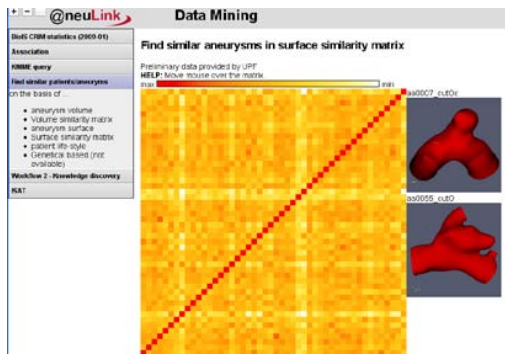 + -
@neuLink
Data Mining
BioIS CRIM statistics (2009-01)
Association
KNIME query
Find similar patients/aneurysms
on the basis of ...
• aneurysm volume
• Volume similarity matrix
• aneurysm surface
• Surface similarity matrix
• patient life-style
• Genetical based (not
available)
Workflow 2 - Knowledge discovery
Find similar aneurysms in surface similarity matrix
Preliminary data provided by UPF
HELP: Move mouse over the matrix.
max
min